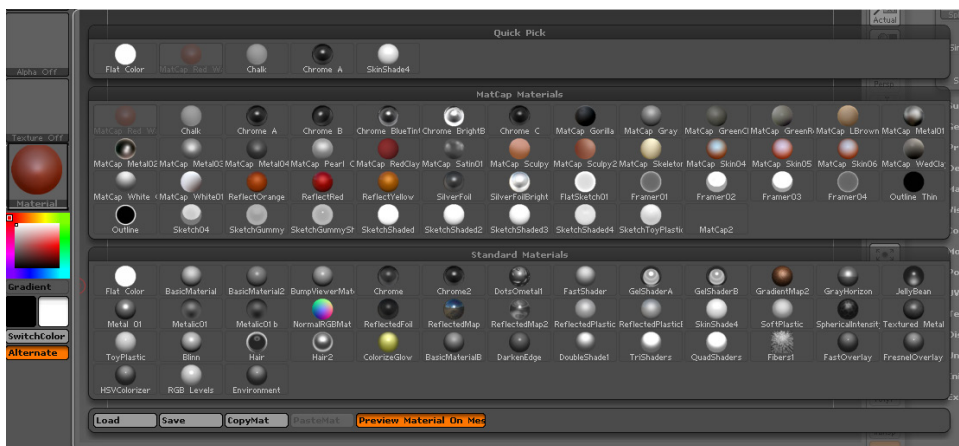 Actual
Quick Pick
Alpha Off
Flat Color MatCap Red W Chalk Chrome A SkinShade4
MatCap Materials
Texture Off
MatCap Red W Chalk Chrome A Chrome B Chrome BlueTint Chrome BrightB Chrome C MatCap Gorilla MatCap Gray MatCap GreenCl MatCap GreenR MatCap LBrown MatCap Metal01
MatCap Metal02 MatCap Metal03 MatCap Metal04 MatCap Pearl C MatCap RedClay MatCap Satin01 MatCap Sculpy MatCap Sculpy2 MatCap Skeleton MatCap Skin04 MatCap Skin05 MatCap Skin06 MatCap WedClay
Material
MatCap White MatCap White01 ReflectOrange ReflectRed ReflectYellow SilverFoil SilverFoilBright FlatSketch01 Framer01 Framer02 Framer03 Framer04 Outline Thin
Outline Sketch04 SketchGummy SketchGummySh SketchShaded SketchShaded2 SketchShaded3 SketchShaded4 SketchToyPlastic MatCap2
Standard Materials
Gradient
Flat Color BasicMaterial BasicMaterial2 BumpViewerMat Chrome Chrome2 DotsOmetal1 FastShader GelShaderA GelShaderB GradientMap2 GrayHorizon JellyBean
SwitchColor
Metal 01 Metalic01 Metalic01b NormalRGBMat ReflectedFoil ReflectedMap ReflectedMap2 ReflectedPlastic ReflectedPlasticB SkinShade4 SoftPlastic SphericalIntensit Textured Metal
Alternate
ToyPlastic Blinn Hair Hair2 ColorizeGlow BasicMaterialB DarkenEdge DoubleShade1 TriShaders QuadShaders Fibers1 FastOverlay FresnelOverlay
HSVColorizer RGB Levels Environment
Load Save CopyMat PasteMat Preview Material On Mes